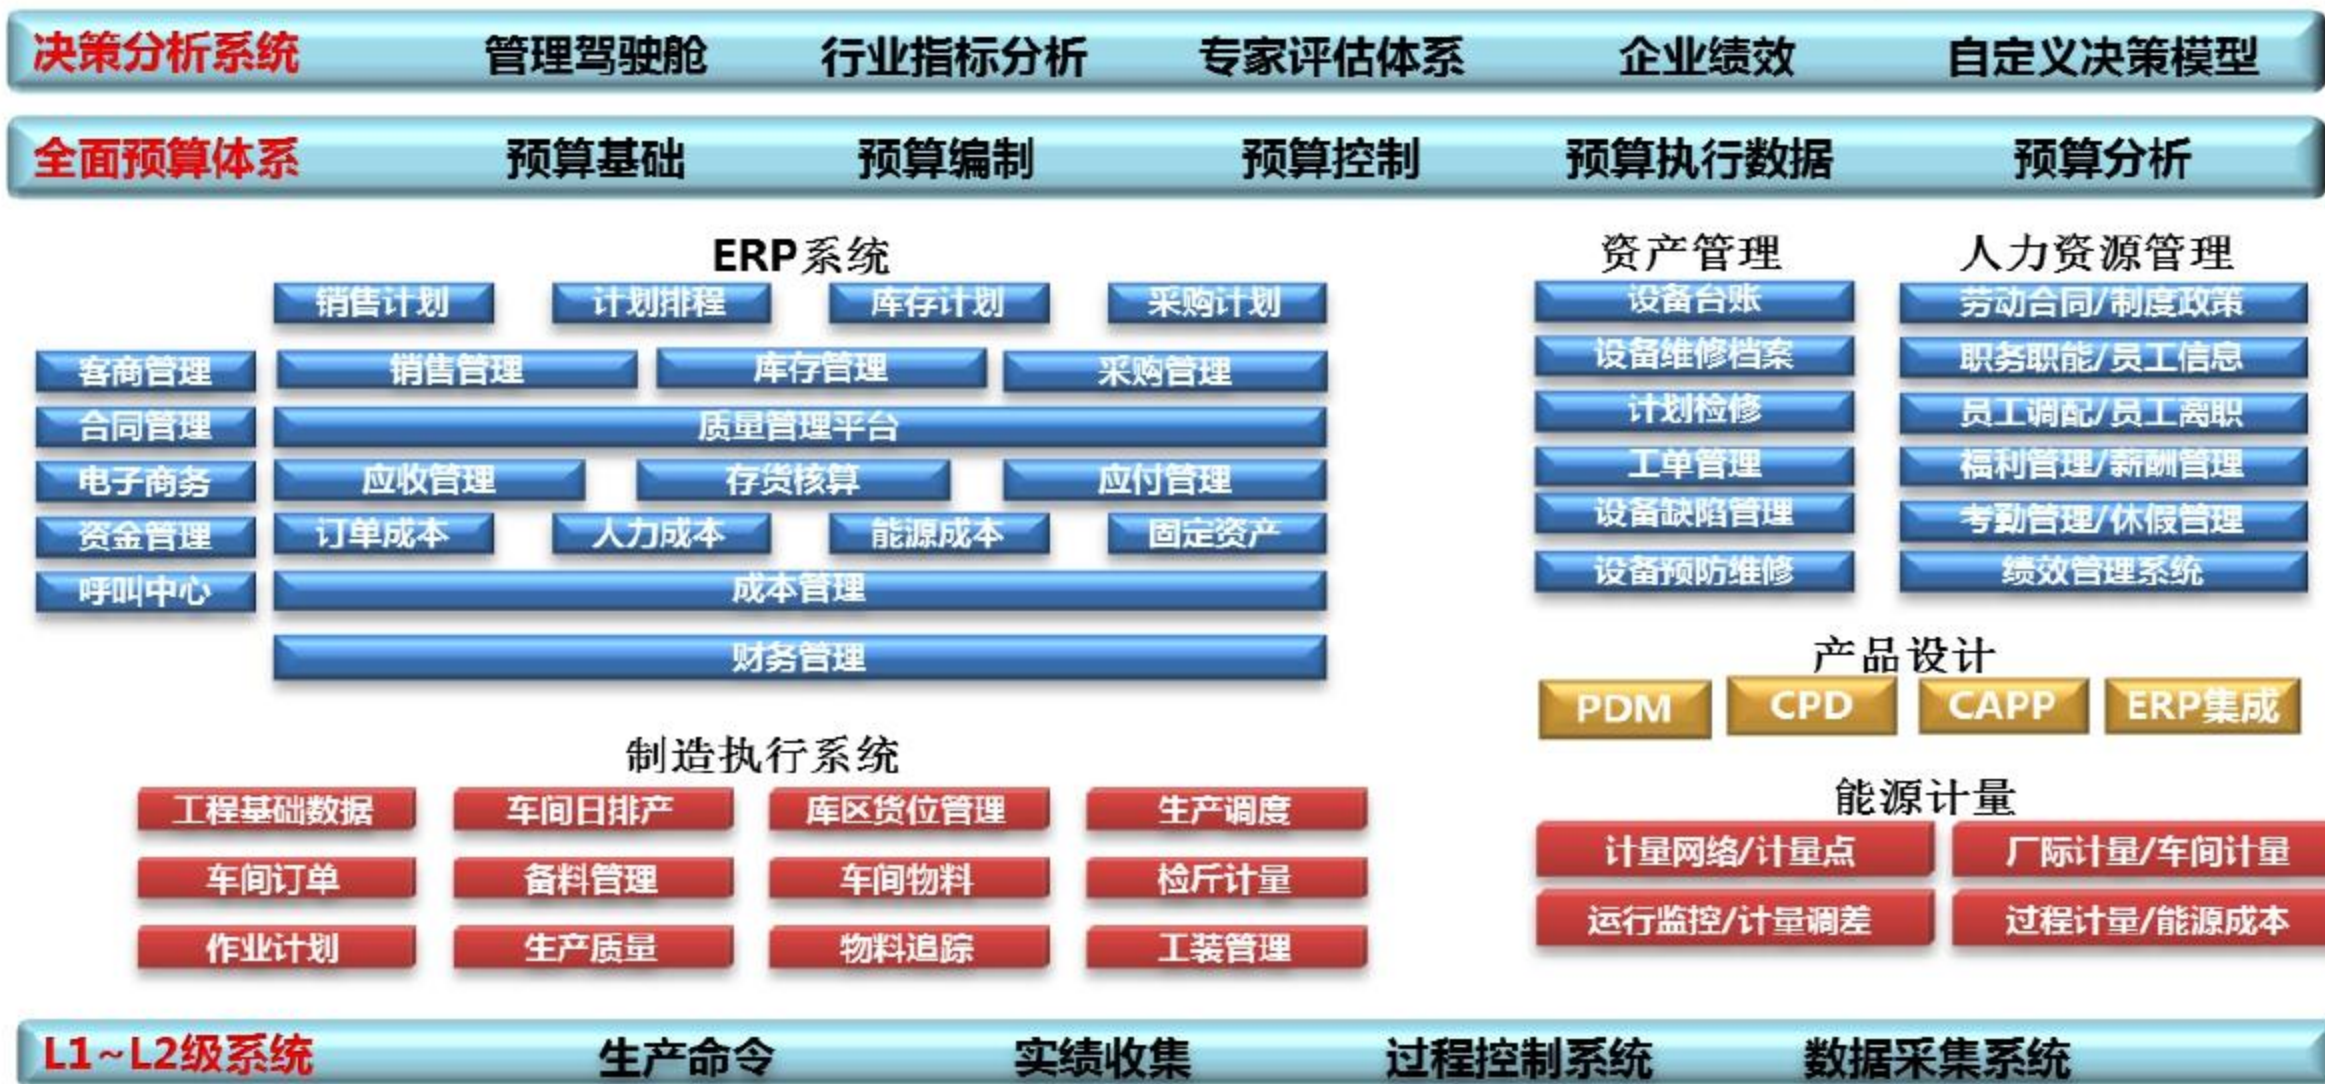 决策分析系统 管理驾驶舱 行业指标分析 专家评估体系 企业绩效 自定义决策模型
全面预算体系 预算基础 预算编制 预算控制 预算执行数据 预算分析
ERP系统
销售计划 计划排程 库存计划 采购计划
客商管理 销售管理 库存管理 采购管理
合同管理 质量管理平台
电子商务 应收管理 存货核算 应付管理
资金管理 订单成本 人力成本 能源成本 固定资产
呼叫中心 成本管理
财务管理
资产管理
设备台账
设备维修档案
计划检修
工单管理
设备缺陷管理
设备预防维修
人力资源管理
劳动合同/制度政策
职务职能/员工信息
员工调配/员工离职
福利管理/薪酬管理
考勤管理/休假管理
绩效管理系统
产品设计
PDM CPD CAPP ERP集成
制造执行系统
工程基础数据 车间日排产 库区货位管理 生产调度
车间订单 备料管理 车间物料 检斤计量
作业计划 生产质量 物料追踪 工装管理
能源计量
计量网络/计量点 厂际计量/车间计量
运行监控/计量调差 过程计量/能源成本
L1~L2级系统 生产命令 实绩收集 过程控制系统 数据采集系统